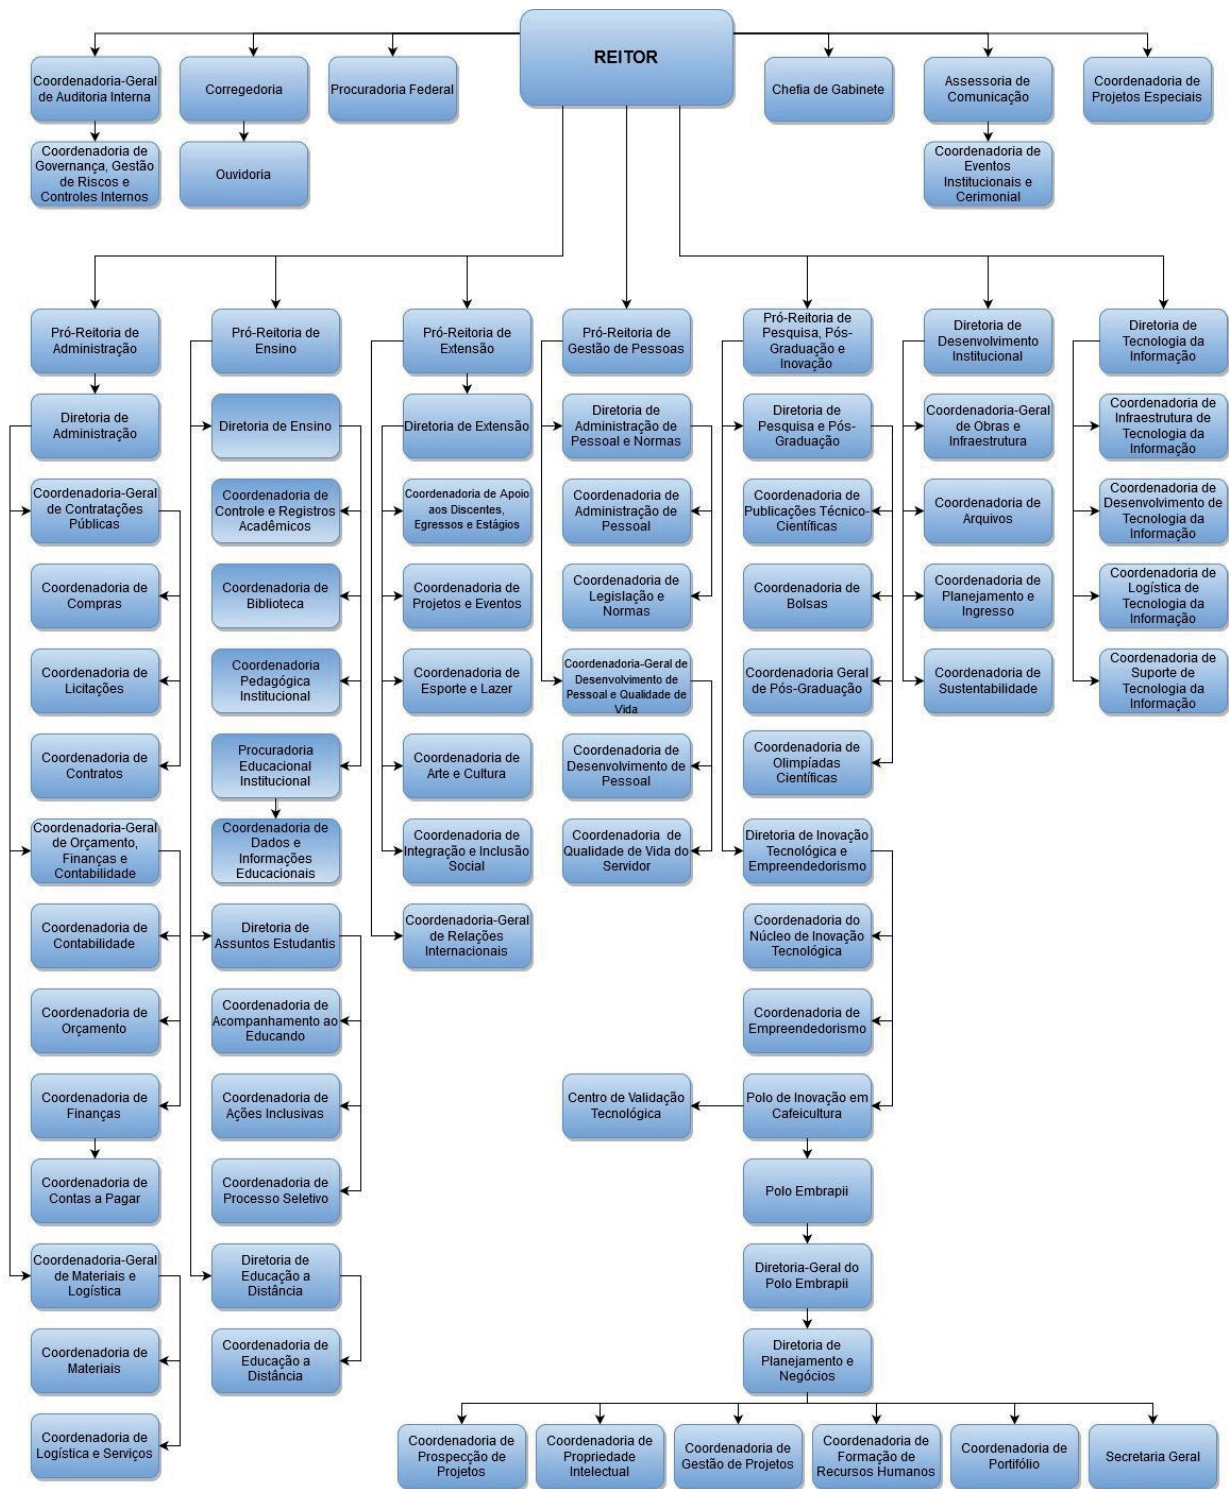 REITOR
Coordenadoria-Geral
de Auditoria Interna
Corregedoria
Procuradoria Federal
Chefia de Gabinete
Assessoria de
Comunicação
Coordenadoria de
Projetos Especiais
Coordenadoria de
Governança, Gestão
de Riscos e
Controles Internos
Ouvidoria
Coordenadoria de
Eventos
Institucionais e
Cerimonial
Pró-Reitoria de
Administração
Pró-Reitoria de
Ensino
Pró-Reitoria de
Extensão
Pró-Reitoria de
Gestão de Pessoas
Pró-Reitoria de
Pesquisa, Pós-
Graduação e
Inovação
Diretoria de
Desenvolvimento
Institucional
Diretoria de
Tecnologia da
Informação
Diretoria de
Administração
Diretoria de Ensino
Diretoria de Extensão
Diretoria de
Administração de
Pessoal e Normas
Diretoria de
Pesquisa e Pós-
Graduação
Coordenadoria-Geral
de Obras e
Infraestrutura
Coordenadoria de
Infraestrutura de
Tecnologia da
Informação
Coordenadoria-Geral
de Contratações
Públicas
Coordenadoria de
Controle e Registros
Acadêmicos
Coordenadoria de Apoio
aos Discentes,
Egressos e Estágios
Coordenadoria de
Administração de
Pessoal
Coordenadoria de
Publicações Técnico-
Científicas
Coordenadoria de
Arquivos
Coordenadoria de
Desenvolvimento de
Tecnologia da
Informação
Coordenadoria de
Compras
Coordenadoria de
Biblioteca
Coordenadoria de
Projetos e Eventos
Coordenadoria de
Legislação e
Normas
Coordenadoria de
Bolsas
Coordenadoria de
Planejamento e
Ingresso
Coordenadoria de
Logística de
Tecnologia da
Informação
Coordenadoria de
Licitações
Coordenadoria
Pedagógica
Institucional
Coordenadoria de
Esporte e Lazer
Coordenadoria-Geral de
Desenvolvimento de
Pessoal e Qualidade de
Vida
Coordenadoria Geral
de Pós-Graduação
Coordenadoria de
Sustentabilidade
Coordenadoria de
Suporte de
Tecnologia da
Informação
Coordenadoria de
Contratos
Procuradoria
Educacional
Institucional
Coordenadoria de
Arte e Cultura
Coordenadoria de
Desenvolvimento de
Pessoal
Coordenadoria de
Olimpíadas
Científicas
Coordenadoria-Geral
de Orçamento,
Finanças e
Contabilidade
Coordenadoria de
Dados e
Informações
Educacionais
Coordenadoria de
Integração e Inclusão
Social
Coordenadoria de
Qualidade de Vida do
Servidor
Diretoria de Inovação
Tecnológica e
Empreendedorismo
Coordenadoria de
Contabilidade
Diretoria de
Assuntos Estudantis
Coordenadoria-Geral
de Relações
Internacionais
Coordenadoria do
Núcleo de Inovação
Tecnológica
Coordenadoria de
Orçamento
Coordenadoria de
Acompanhamento ao
Educando
Coordenadoria de
Empreendedorismo
Coordenadoria de
Finanças
Coordenadoria de
Ações Inclusivas
Centro de Validação
Tecnológica
Polo de Inovação em
Cafeicultura
Coordenadoria de
Contas a Pagar
Coordenadoria de
Processo Seletivo
Polo Embrapii
Coordenadoria-Geral
de Materiais e
Logística
Diretoria de
Educação a
Distância
Diretoria-Geral do
Polo Embrapii
Coordenadoria de
Materiais
Coordenadoria de
Educação a
Distância
Diretoria de
Planejamento e
Negócios
Coordenadoria de
Logística e Serviços
Coordenadoria de
Prospecção de
Projetos
Coordenadoria de
Propriedade
Intelectual
Coordenadoria de
Gestão de Projetos
Coordenadoria de
Formação de
Recursos Humanos
Coordenadoria de
Portifólio
Secretaria Geral